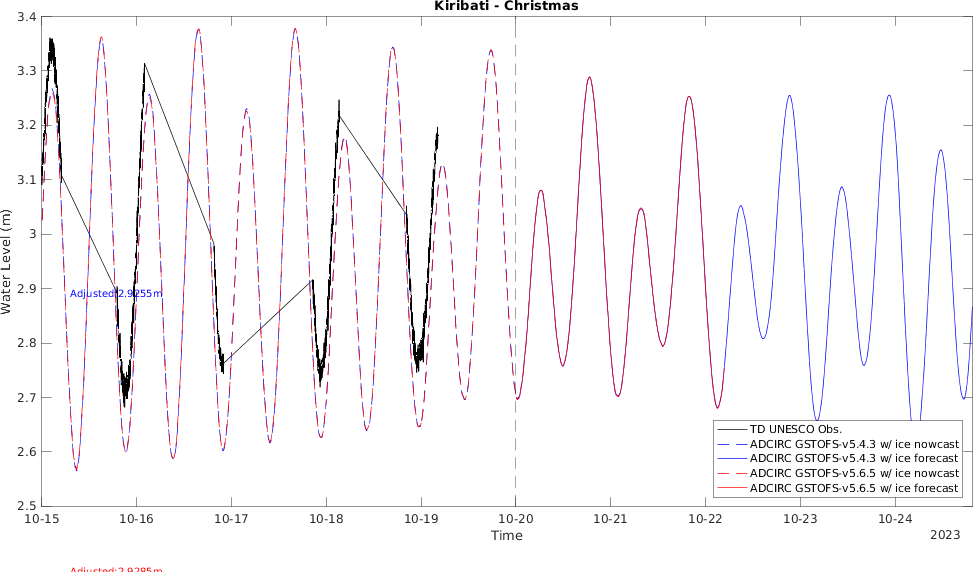 Kiribati - Christmas
3.4
3.3
3.2
3.1
3
2.9
2.8
2.7
2.6
2.5
Water Level (m)
Adjusted:2.9255m
TD UNESCO Obs.
ADCIRC GSTOFS-v5.4.3 w/ ice nowcast
ADCIRC GSTOFS-v5.4.3 w/ ice forecast
ADCIRC GSTOFS-v5.6.5 w/ ice nowcast
ADCIRC GSTOFS-v5.6.5 w/ ice forecast
10-15 10-16 10-17 10-18 10-19 10-20 10-21 10-22 10-23 10-24
Time
2023
Adjusted:2.9285m